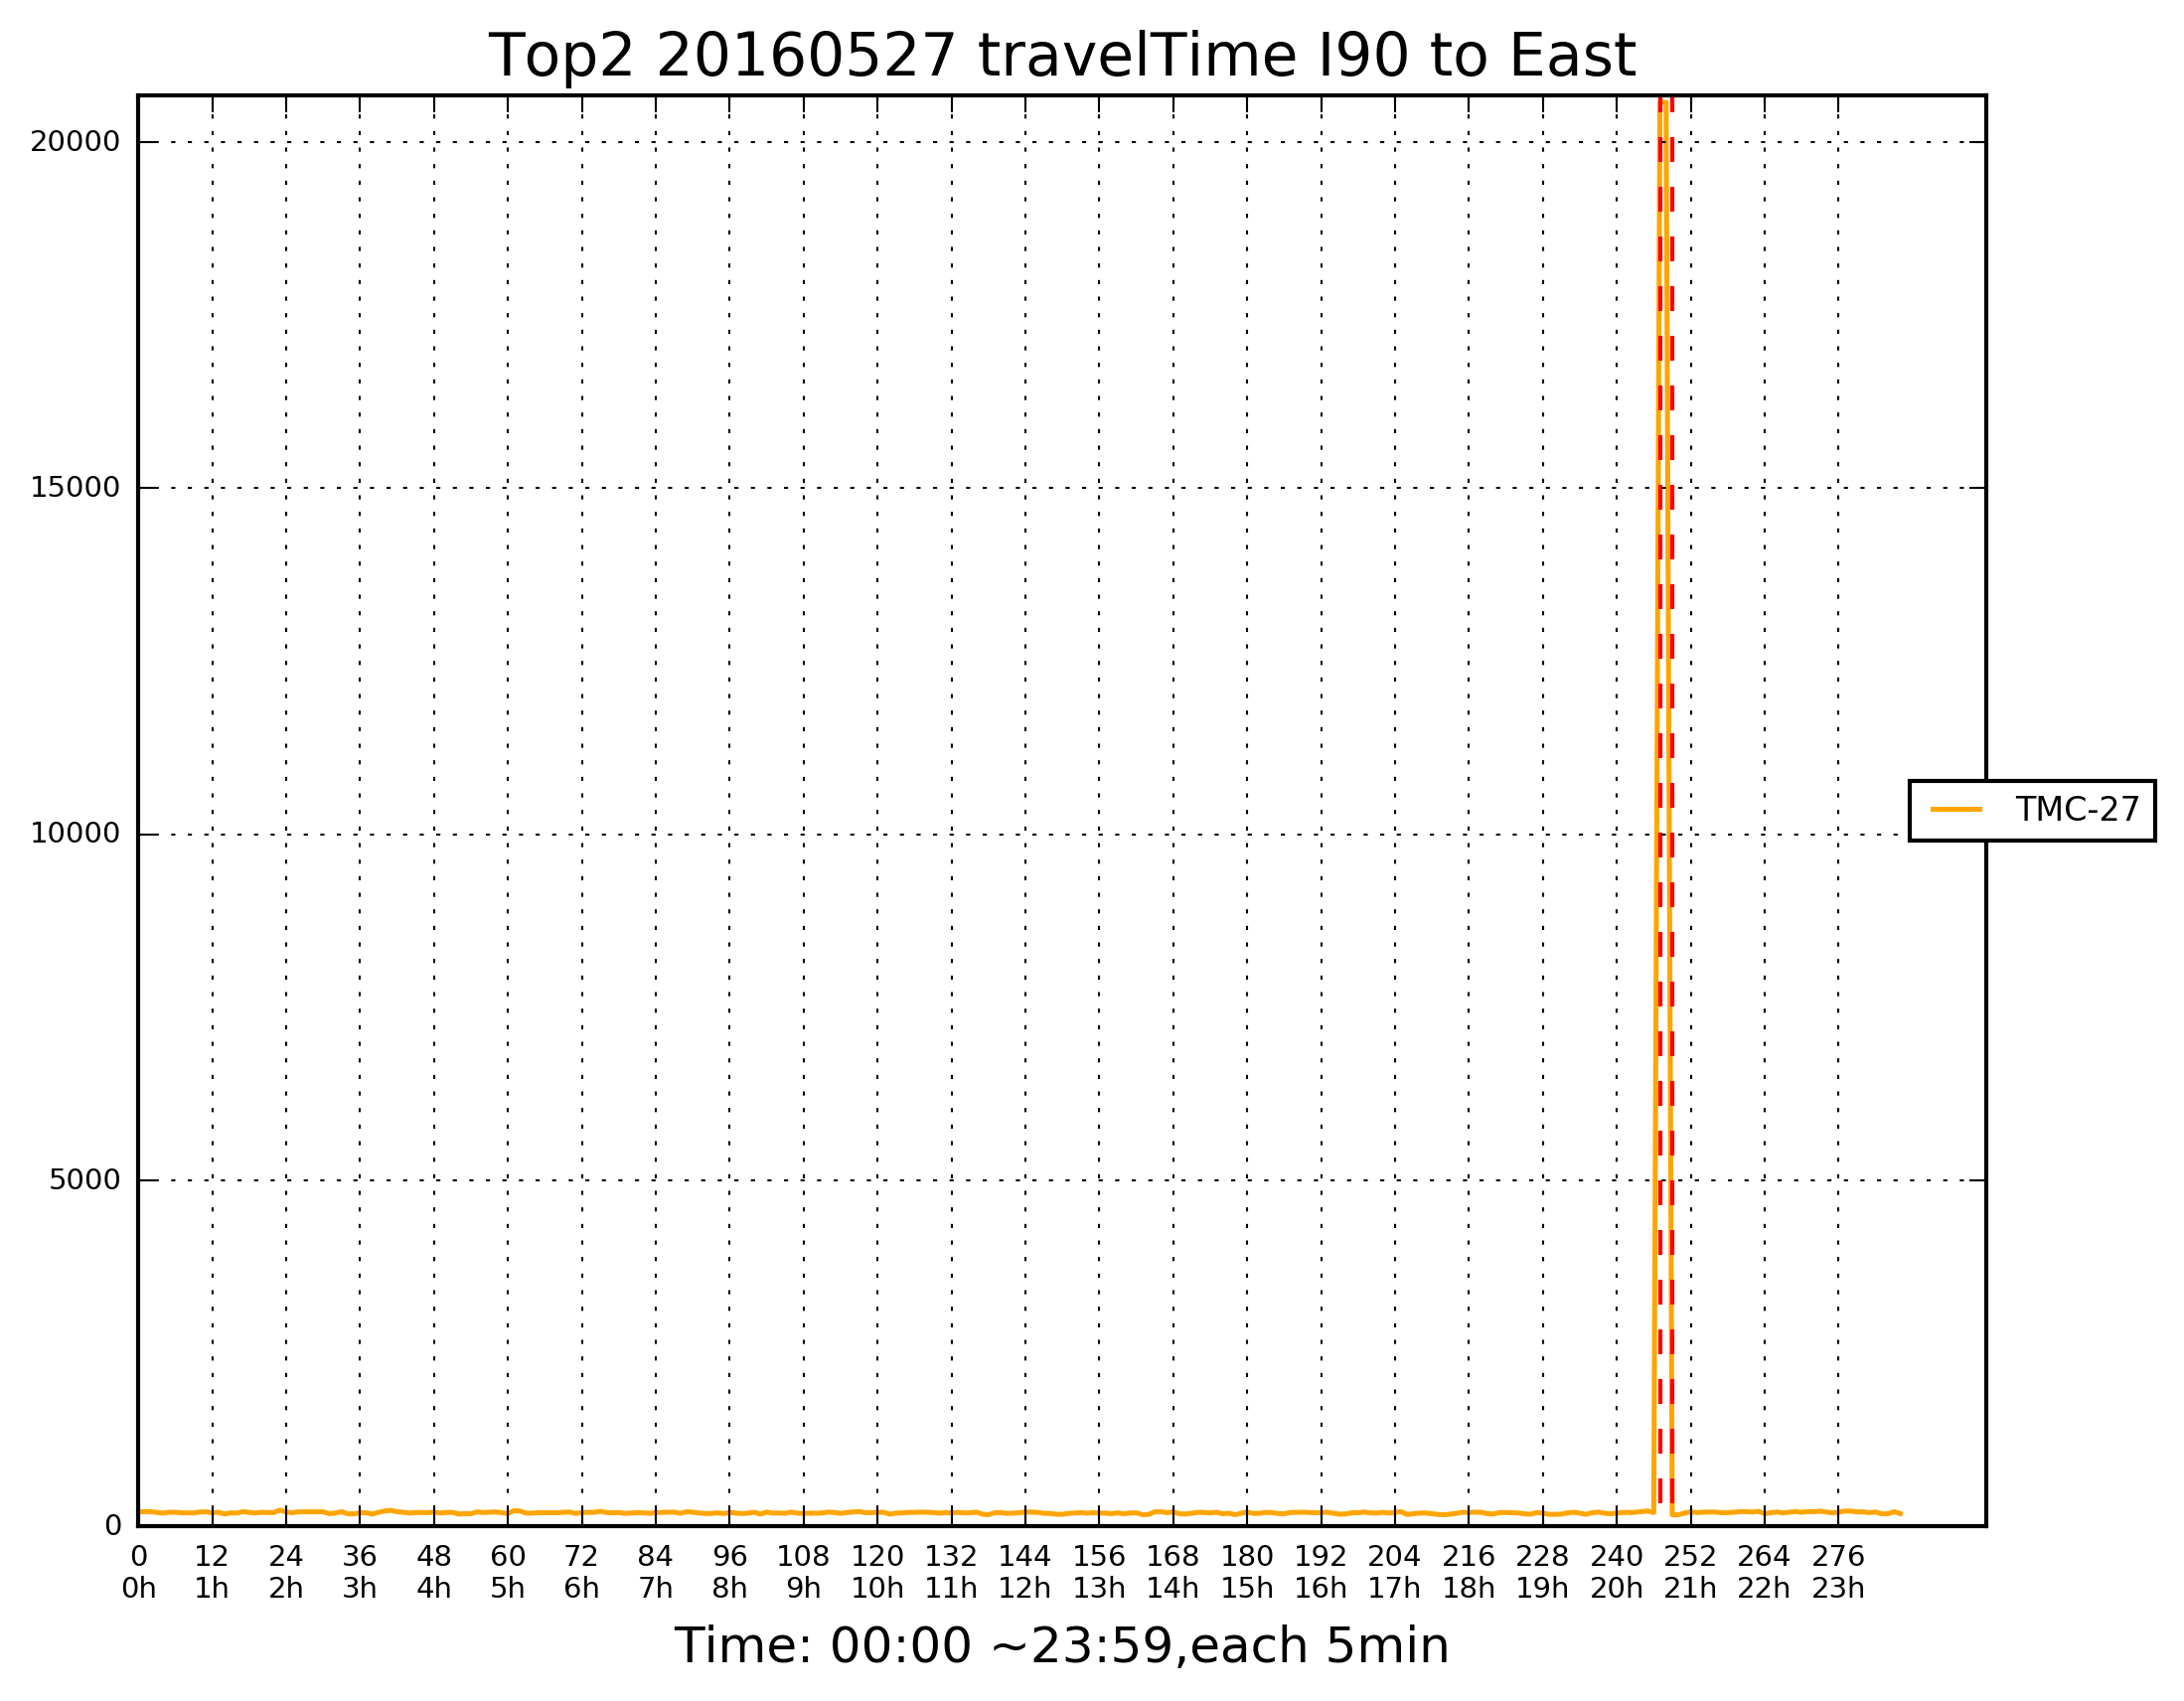 Top2 20160527 travelTime I90 to East
20000
15000
10000
5000
0
TMC-27
0 12 24 36 48 60 72 84 96 108 120 132 144 156 168 180 192 204 216 228 240 252 264 276
0h 1h 2h 3h 4h 5h 6h 7h 8h 9h 10h 11h 12h 13h 14h 15h 16h 17h 18h 19h 20h 21h 22h 23h
Time: 00:00 ~23:59,each 5min